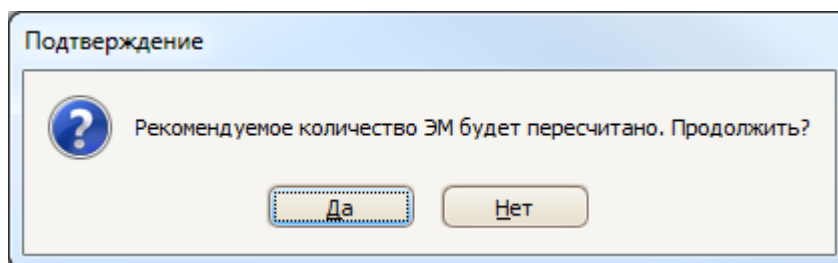 Подтверждение
Рекомендуемое количество ЭМ будет пересчитано. Продолжить?
Да
Нет